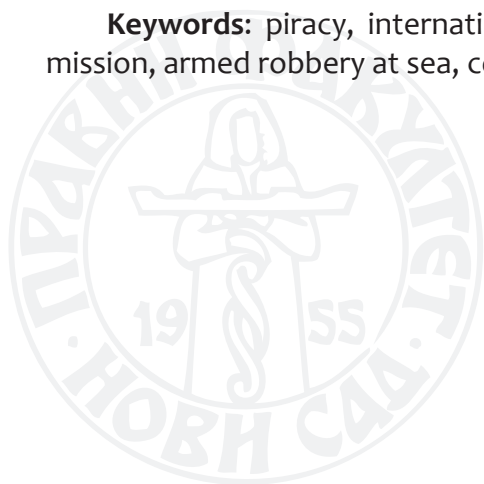 Keywords: piracy, internati
mission, armed robbery at sea, c
ПРАВНИ ФАКУЛТЕТ
19 55
НОВИ САД